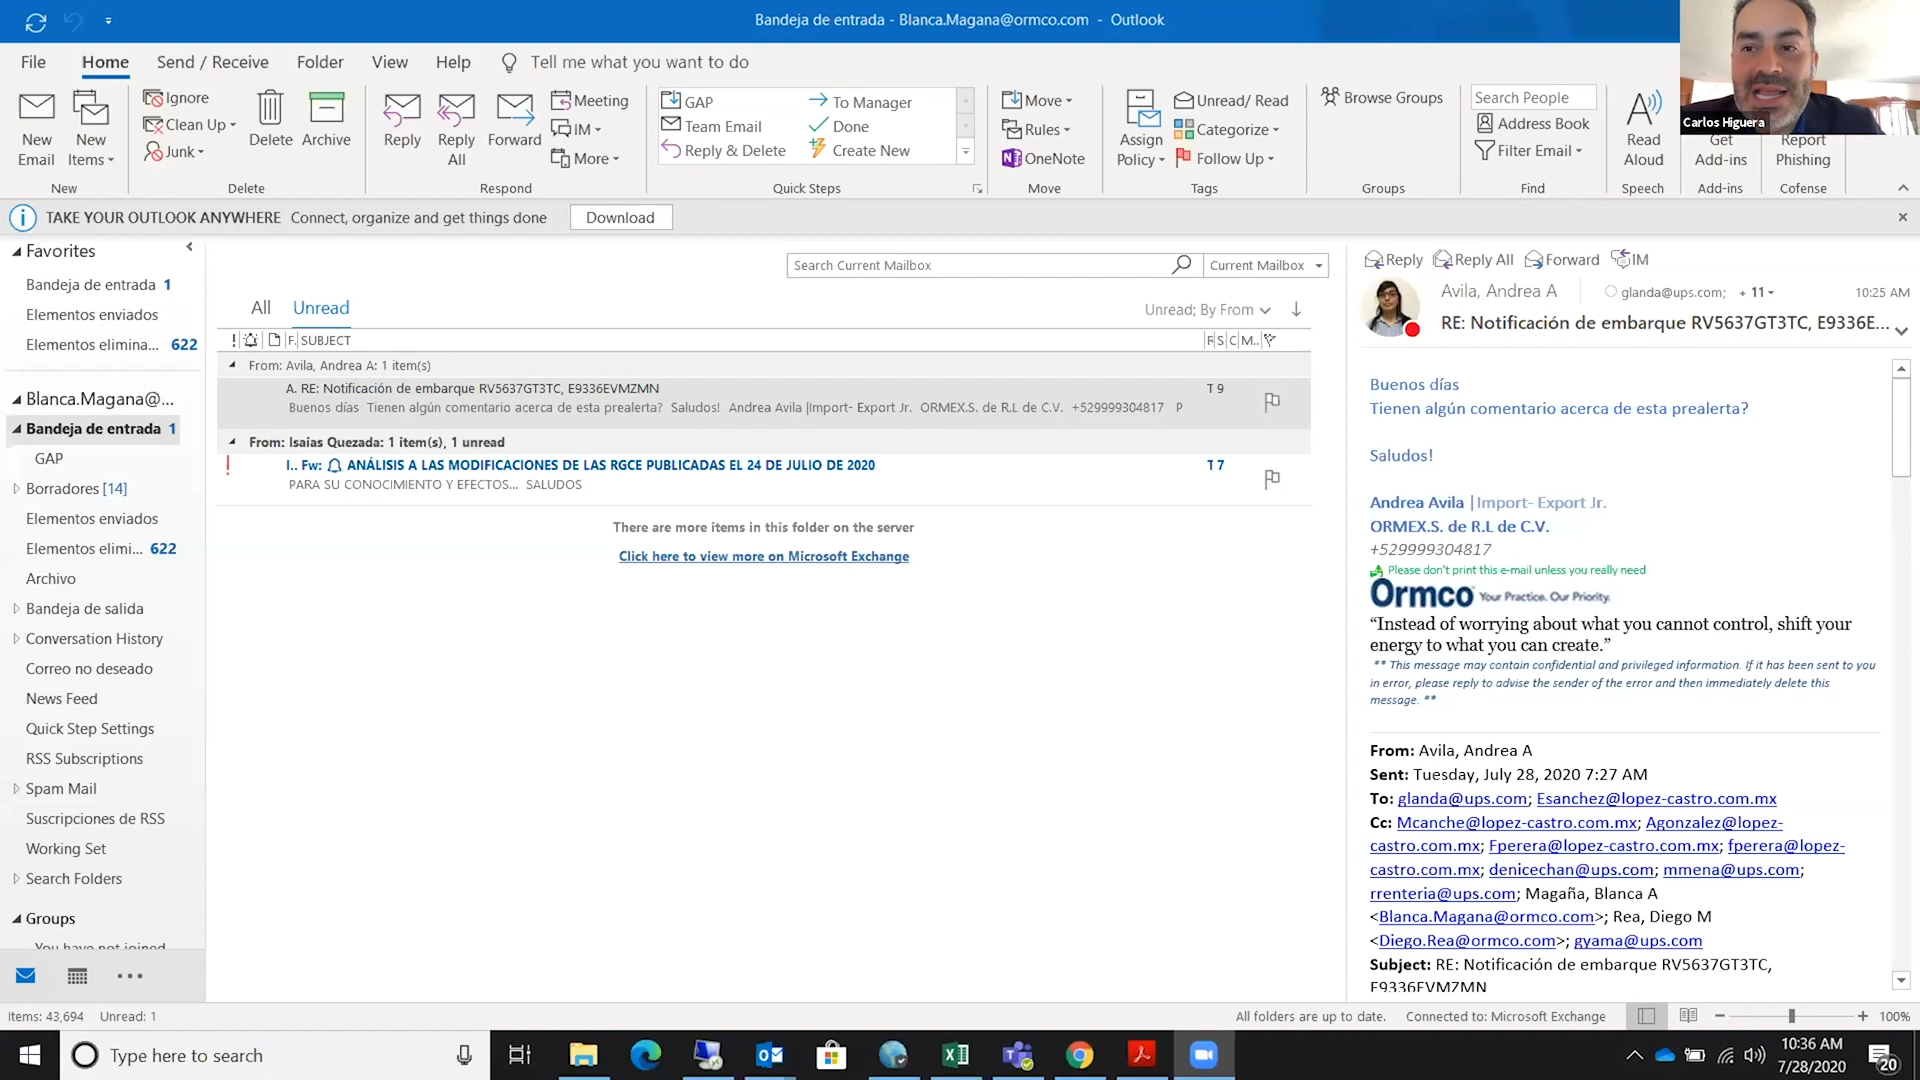 Bandeja de entrada - Blanca.Magana@ormco.com - Outlook
Carlos Higuera
File Home Send / Receive Folder View Help Tell me what you want to do
New Email
New Items
New
Ignore
Clean Up
Junk
Delete
Archive
Delete
Reply
Reply All
Forward
Meeting
IM
More
Respond
GAP
Team Email
Reply & Delete
To Manager
Done
Create New
Quick Steps
Move
Rules
OneNote
Move
Assign Policy
Unread/ Read
Categorize
Follow Up
Tags
Browse Groups
Groups
Search People
Address Book
Filter Email
Find
Read Aloud
Speech
Get Add-ins
Add-ins
Report Phishing
Cofense
TAKE YOUR OUTLOOK ANYWHERE Connect, organize and get things done Download
Favorites
Bandeja de entrada 1
Elementos enviados
Elementos elimina... 622
Blanca.Magana@...
Bandeja de entrada 1
GAP
Borradores [14]
Elementos enviados
Elementos elimi... 622
Archivo
Bandeja de salida
Conversation History
Correo no deseado
News Feed
Quick Step Settings
RSS Subscriptions
Spam Mail
Suscripciones de RSS
Working Set
Search Folders
Groups
You have not joined
Search Current Mailbox Current Mailbox
All Unread Unread; By From
! F. SUBJECT R S C M..
From: Avila, Andrea A: 1 item(s)
A. RE: Notificación de embarque RV5637GT3TC, E9336EVMZMN T 9
Buenos días Tienen algún comentario acerca de esta prealerta? Saludos! Andrea Avila |Import- Export Jr. ORMEX.S. de R.L de C.V. +529999304817 P
From: Isaias Quezada: 1 item(s), 1 unread
I.. Fw: ANÁLISIS A LAS MODIFICACIONES DE LAS RGCE PUBLICADAS EL 24 DE JULIO DE 2020 T 7
PARA SU CONOCIMIENTO Y EFECTOS... SALUDOS
There are more items in this folder on the server
Click here to view more on Microsoft Exchange
Reply Reply All Forward IM
Avila, Andrea A glanda@ups.com; + 11 10:25 AM
RE: Notificación de embarque RV5637GT3TC, E9336E...
Buenos días
Tienen algún comentario acerca de esta prealerta?
Saludos!
Andrea Avila |Import- Export Jr.
ORMEX.S. de R.L de C.V.
+529999304817
Please don't print this e-mail unless you really need
Ormco Your Practice. Our Priority.
“Instead of worrying about what you cannot control, shift your
energy to what you can create.”
** This message may contain confidential and privileged information. If it has been sent to you
in error, please reply to advise the sender of the error and then immediately delete this
message. **
From: Avila, Andrea A
Sent: Tuesday, July 28, 2020 7:27 AM
To: glanda@ups.com; Esanchez@lopez-castro.com.mx
Cc: Mcanche@lopez-castro.com.mx; Agonzalez@lopez-
castro.com.mx; Fperera@lopez-castro.com.mx; fperera@lopez-
castro.com.mx; denicechan@ups.com; mmena@ups.com;
rrenteria@ups.com; Magaña, Blanca A
<Blanca.Magana@ormco.com>; Rea, Diego M
<Diego.Rea@ormco.com>; gyama@ups.com
Subject: RE: Notificación de embarque RV5637GT3TC,
E9336EVMZMN
Items: 43,694 Unread: 1 All folders are up to date. Connected to: Microsoft Exchange 100%
Type here to search
10:36 AM
7/28/2020
20